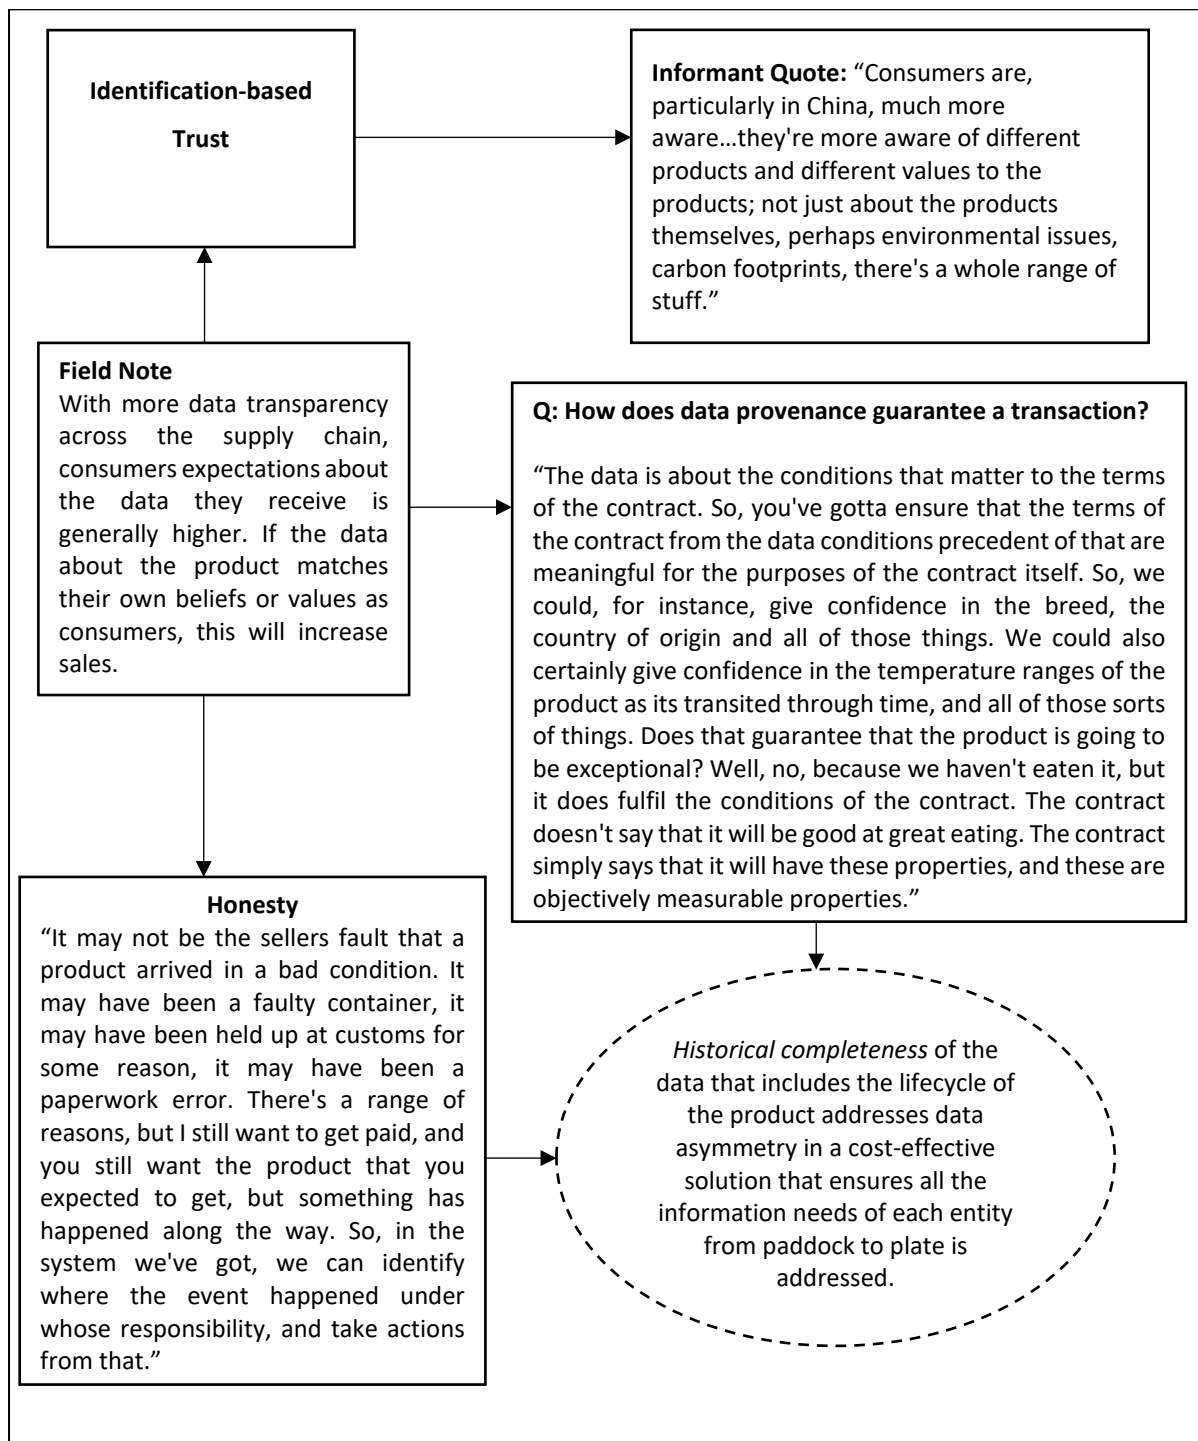 Identification-based
Trust
Informant Quote: “Consumers are,
particularly in China, much more
aware…they're more aware of different
products and different values to the
products; not just about the products
themselves, perhaps environmental issues,
carbon footprints, there's a whole range of
stuff.”
Field Note
With more data transparency
across the supply chain,
consumers expectations about
the data they receive is
generally higher. If the data
about the product matches
their own beliefs or values as
consumers, this will increase
sales.
Q: How does data provenance guarantee a transaction?
“The data is about the conditions that matter to the terms
of the contract. So, you've gotta ensure that the terms of
the contract from the data conditions precedent of that are
meaningful for the purposes of the contract itself. So, we
could, for instance, give confidence in the breed, the
country of origin and all of those things. We could also
certainly give confidence in the temperature ranges of the
product as its transited through time, and all of those sorts
of things. Does that guarantee that the product is going to
be exceptional? Well, no, because we haven't eaten it, but
it does fulfil the conditions of the contract. The contract
doesn't say that it will be good at great eating. The contract
simply says that it will have these properties, and these are
objectively measurable properties.”
Honesty
“It may not be the sellers fault that a
product arrived in a bad condition. It
may have been a faulty container, it
may have been held up at customs for
some reason, it may have been a
paperwork error. There's a range of
reasons, but I still want to get paid, and
you still want the product that you
expected to get, but something has
happened along the way. So, in the
system we've got, we can identify
where the event happened under
whose responsibility, and take actions
from that.”
Historical completeness of the
data that includes the lifecycle of
the product addresses data
asymmetry in a cost-effective
solution that ensures all the
information needs of each entity
from paddock to plate is
addressed.